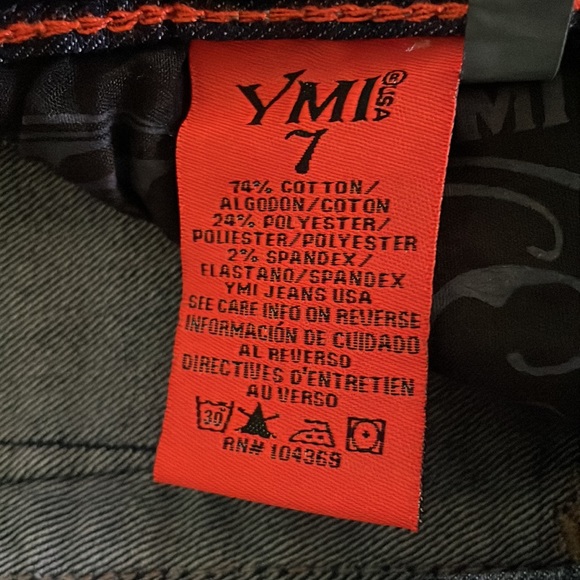 YMI® USA
7
74% COTTON/
ALGODON/COTON
24% POLYESTER/
POLIESTER/POLYESTER
2% SPANDEX/
ELASTANO/SPANDEX
YMI JEANS USA
SEE CARE INFO ON REVERSE
INFORMACIÓN DE CUIDADO
AL REVERSO
DIRECTIVES D'ENTRETIEN
AU VERSO
30
RN# 104369
MI